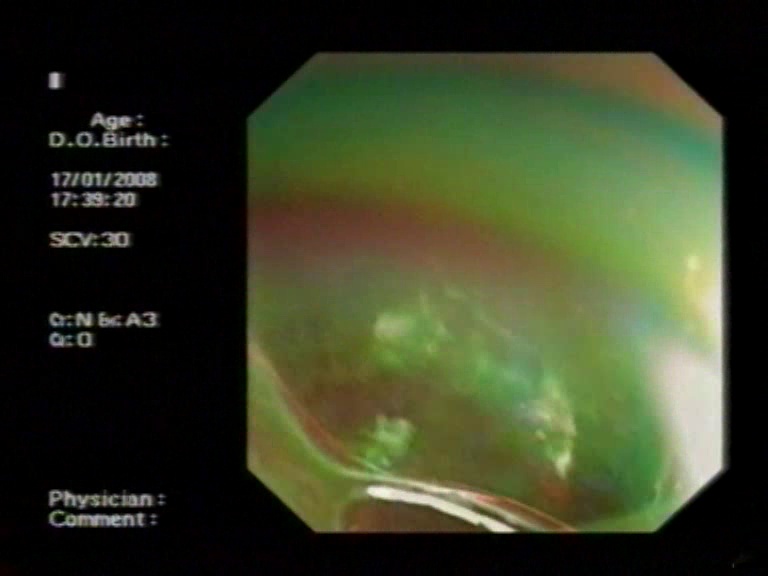 Age:
D.O.Birth:
17/01/2008
17:39:20
SCV:30
Physician:
Comment: